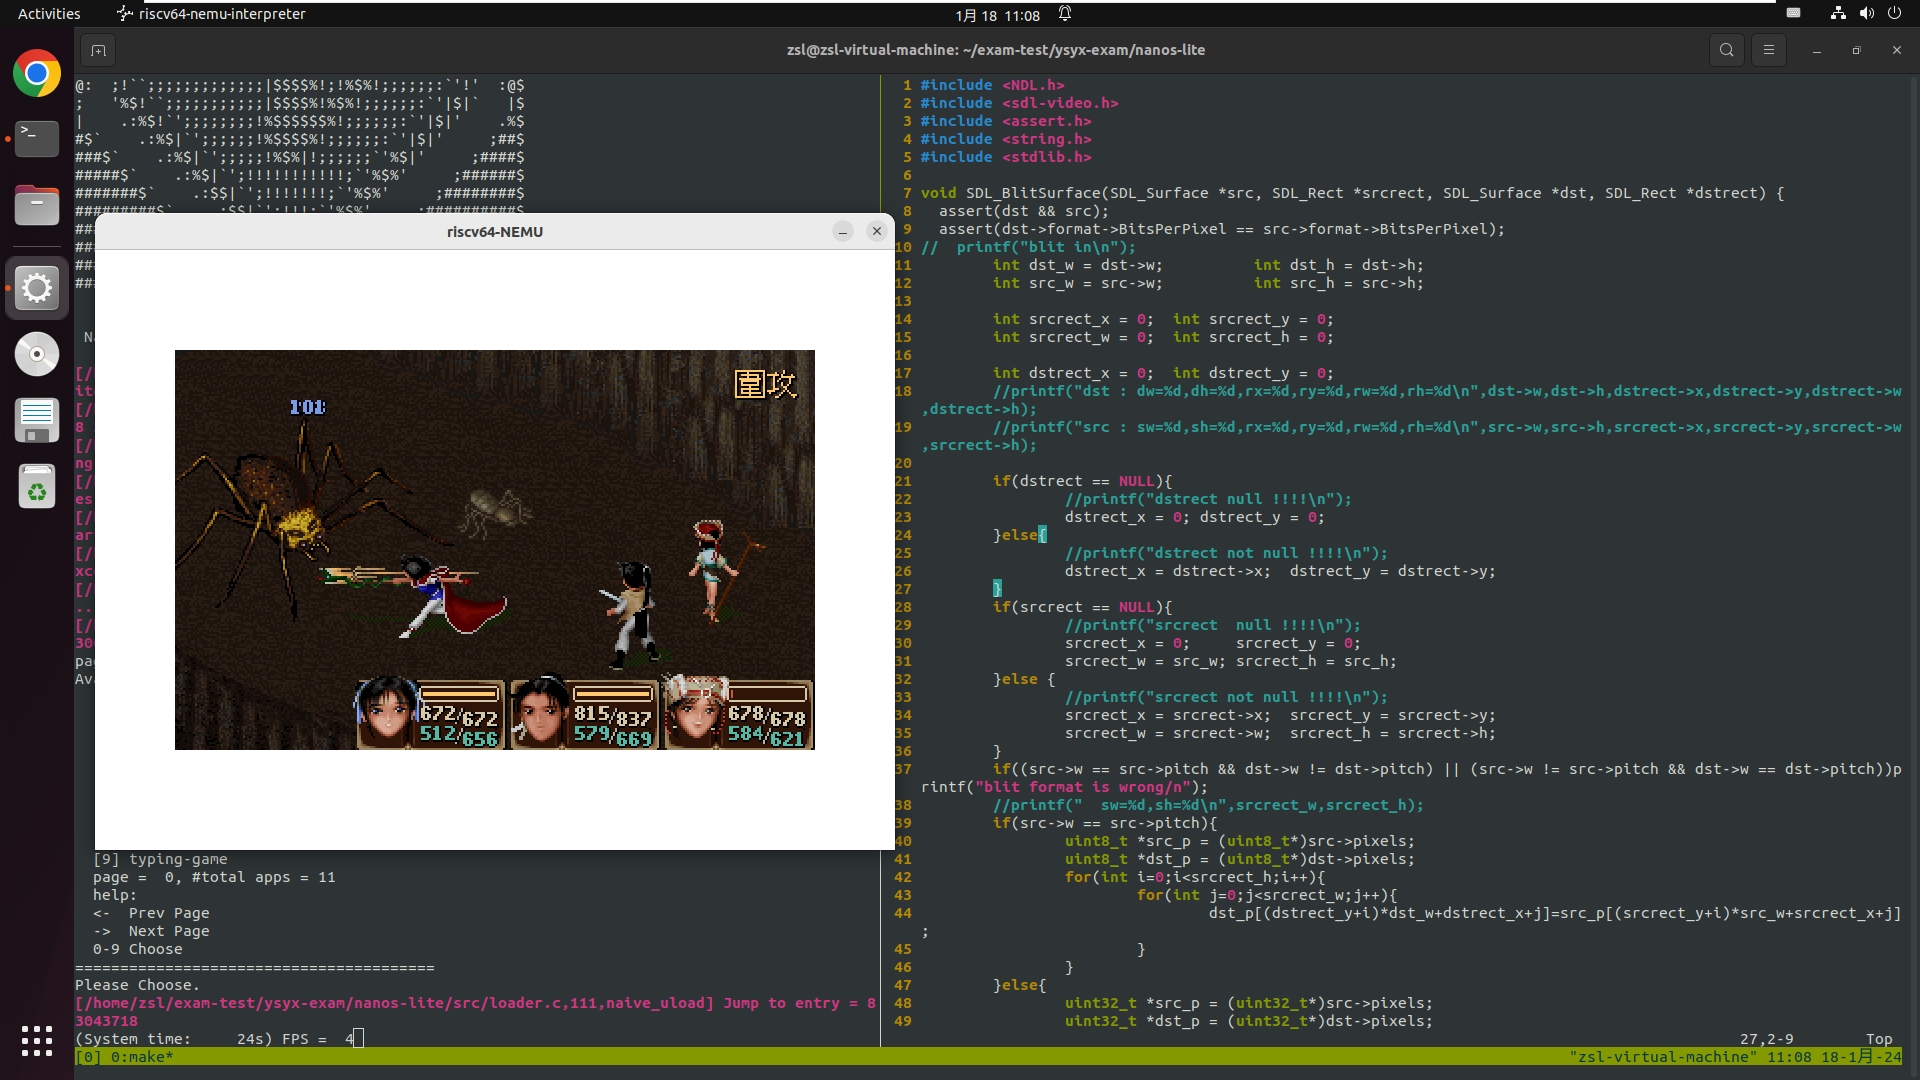 Activities
riscv64-nemu-interpreter
1月 18 11:08
zsl@zsl-virtual-machine: ~/exam-test/ysyx-exam/nanos-lite
@:  ;!``;;;;;;;;;;;;;|$$$$%!;!%$%!;;;;;;:`'!'  :@$
;   '%$!``;;;;;;;;;;;|$$$$%!%$%!;;;;;;:`'|$|`   |$
|    .:%$!`';;;;;;;;!%$$$$$$%!;;;;;;:`'|$|'    .%$
#$`    .:%$|`';;;;;;!%$$$$%!;;;;;;:`'|$|'     ;##$
###$`    .:%$|`';;;;;!%$%|!;;;;;;`'%$|'     ;####$
#####$`    .:%$|`';!!!!!!!!!!!;`'%$%'     ;######$
#######$`    .:$$|`';!!!!!!!;`'%$%'     ;########$
riscv64-NEMU
圍攻
101
672/672
512/656
815/837
579/669
678/678
584/621
[9] typing-game
page =  0, #total apps = 11
help:
<-  Prev Page
->  Next Page
0-9 Choose
========================================
Please Choose.
[/home/zsl/exam-test/ysyx-exam/nanos-lite/src/loader.c,111,naive_uload] Jump to entry = 8
3043718
(System time:     24s) FPS =  4
1 #include <NDL.h>
2 #include <sdl-video.h>
3 #include <assert.h>
4 #include <string.h>
5 #include <stdlib.h>
6
7 void SDL_BlitSurface(SDL_Surface *src, SDL_Rect *srcrect, SDL_Surface *dst, SDL_Rect *dstrect) {
8   assert(dst && src);
9   assert(dst->format->BitsPerPixel == src->format->BitsPerPixel);
10 //  printf("blit in\n");
11         int dst_w = dst->w;          int dst_h = dst->h;
12         int src_w = src->w;          int src_h = src->h;
13
14         int srcrect_x = 0;  int srcrect_y = 0;
15         int srcrect_w = 0;  int srcrect_h = 0;
16
17         int dstrect_x = 0;  int dstrect_y = 0;
18         //printf("dst : dw=%d,dh=%d,rx=%d,ry=%d,rw=%d,rh=%d\n",dst->w,dst->h,dstrect->x,dstrect->y,dstrect->w
,dstrect->h);
19         //printf("src : sw=%d,sh=%d,rx=%d,ry=%d,rw=%d,rh=%d\n",src->w,src->h,srcrect->x,srcrect->y,srcrect->w
,srcrect->h);
20
21         if(dstrect == NULL){
22                 //printf("dstrect null !!!!\n");
23                 dstrect_x = 0; dstrect_y = 0;
24         }else{
25                 //printf("dstrect not null !!!!\n");
26                 dstrect_x = dstrect->x;  dstrect_y = dstrect->y;
27         }
28         if(srcrect == NULL){
29                 //printf("srcrect  null !!!!\n");
30                 srcrect_x = 0;     srcrect_y = 0;
31                 srcrect_w = src_w; srcrect_h = src_h;
32         }else {
33                 //printf("srcrect not null !!!!\n");
34                 srcrect_x = srcrect->x;  srcrect_y = srcrect->y;
35                 srcrect_w = srcrect->w;  srcrect_h = srcrect->h;
36         }
37         if((src->w == src->pitch && dst->w != dst->pitch) || (src->w != src->pitch && dst->w == dst->pitch))p
rintf("blit format is wrong/n");
38         //printf("  sw=%d,sh=%d\n",srcrect_w,srcrect_h);
39         if(src->w == src->pitch){
40                 uint8_t *src_p = (uint8_t*)src->pixels;
41                 uint8_t *dst_p = (uint8_t*)dst->pixels;
42                 for(int i=0;i<srcrect_h;i++){
43                         for(int j=0;j<srcrect_w;j++){
44                                 dst_p[(dstrect_y+i)*dst_w+dstrect_x+j]=src_p[(srcrect_y+i)*src_w+srcrect_x+j]
;
45                         }
46                 }
47         }else{
48                 uint32_t *src_p = (uint32_t*)src->pixels;
49                 uint32_t *dst_p = (uint32_t*)dst->pixels;
27,2-9        Top
[0] 0:make*
"zsl-virtual-machine" 11:08 18-1月-24